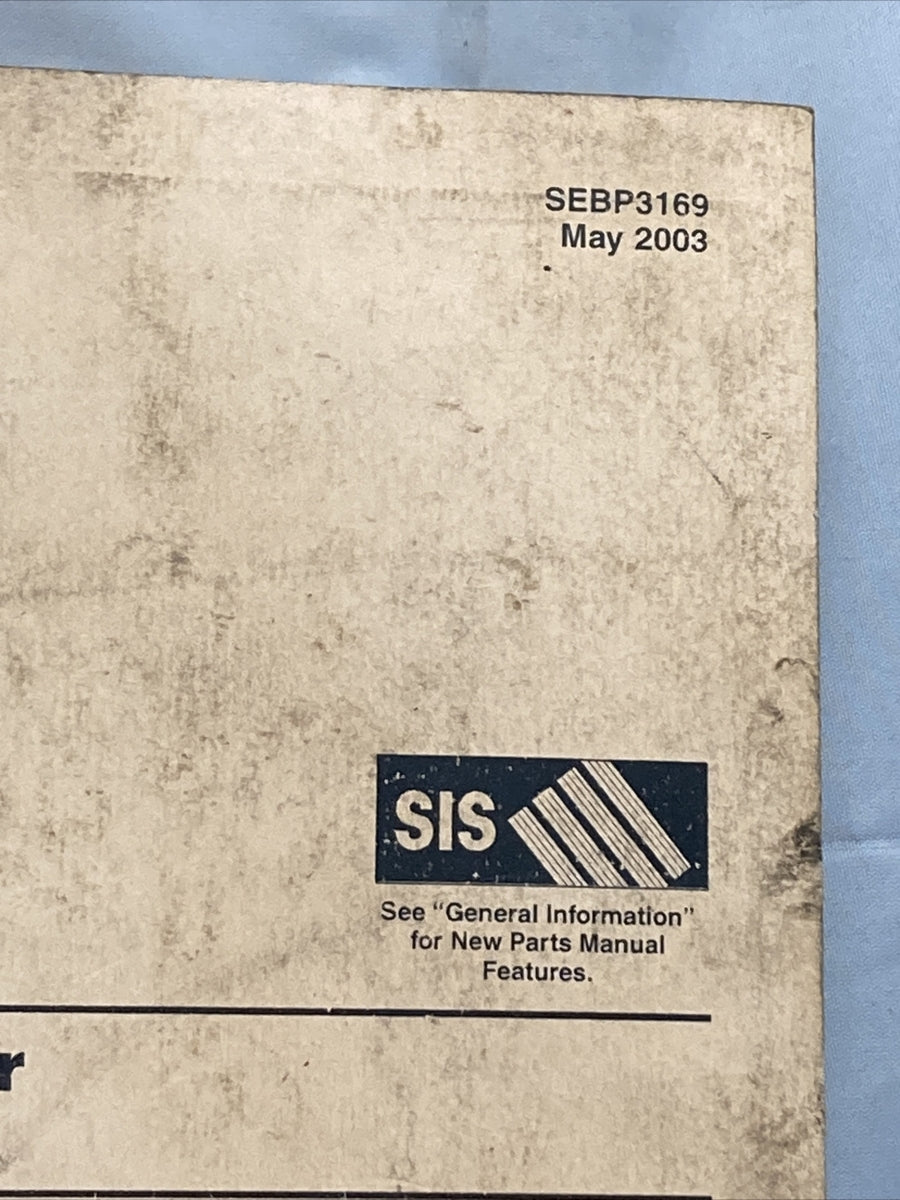 SEBP3169
May 2003
SIS
See "General Information"
for New Parts Manual
Features.
r